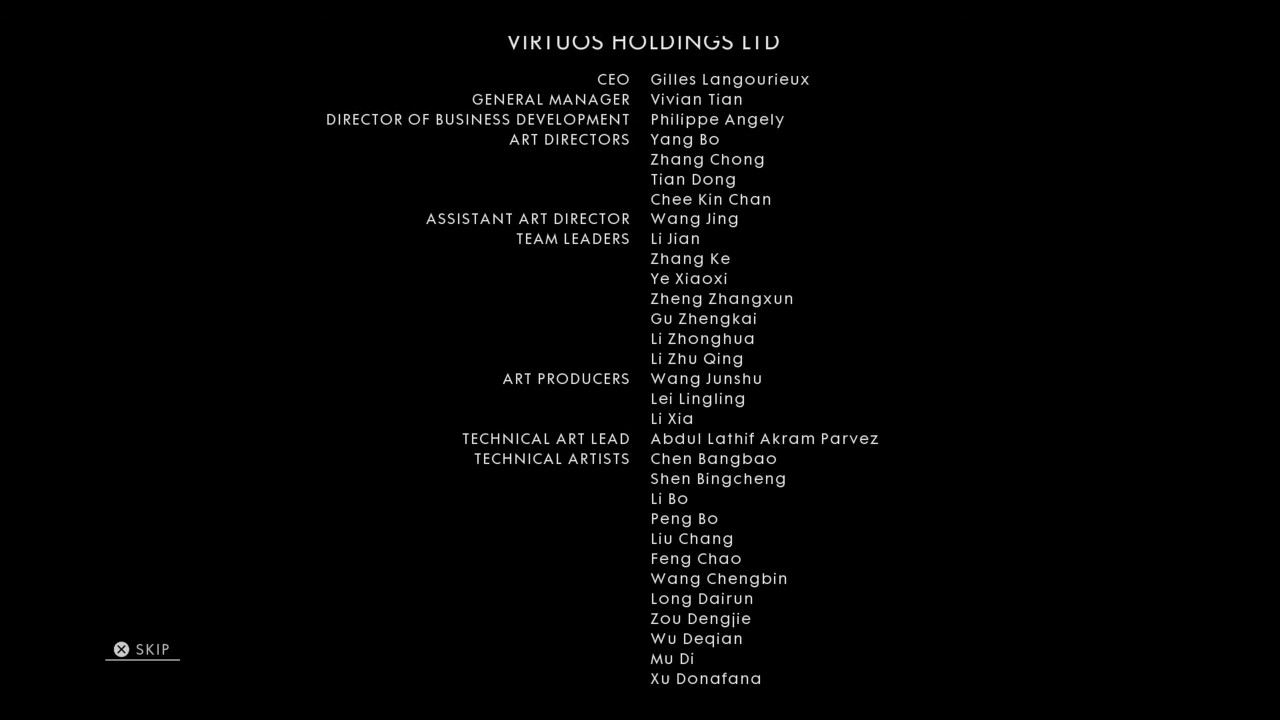 VIRTUOS HOLDINGS LTD
CEO Gilles Langourieux
GENERAL MANAGER Vivian Tian
DIRECTOR OF BUSINESS DEVELOPMENT Philippe Angely
ART DIRECTORS Yang Bo
Zhang Chong
Tian Dong
Chee Kin Chan
ASSISTANT ART DIRECTOR Wang Jing
TEAM LEADERS Li Jian
Zhang Ke
Ye Xiaoxi
Zheng Zhangxun
Gu Zhengkai
Li Zhonghua
Li Zhu Qing
ART PRODUCERS Wang Junshu
Lei Lingling
Li Xia
TECHNICAL ART LEAD Abdul Lathif Akram Parvez
TECHNICAL ARTISTS Chen Bangbao
Shen Bingcheng
Li Bo
Peng Bo
Liu Chang
Feng Chao
Wang Chengbin
Long Dairun
Zou Dengjie
Wu Deqian
Mu Di
Xu
SKIP